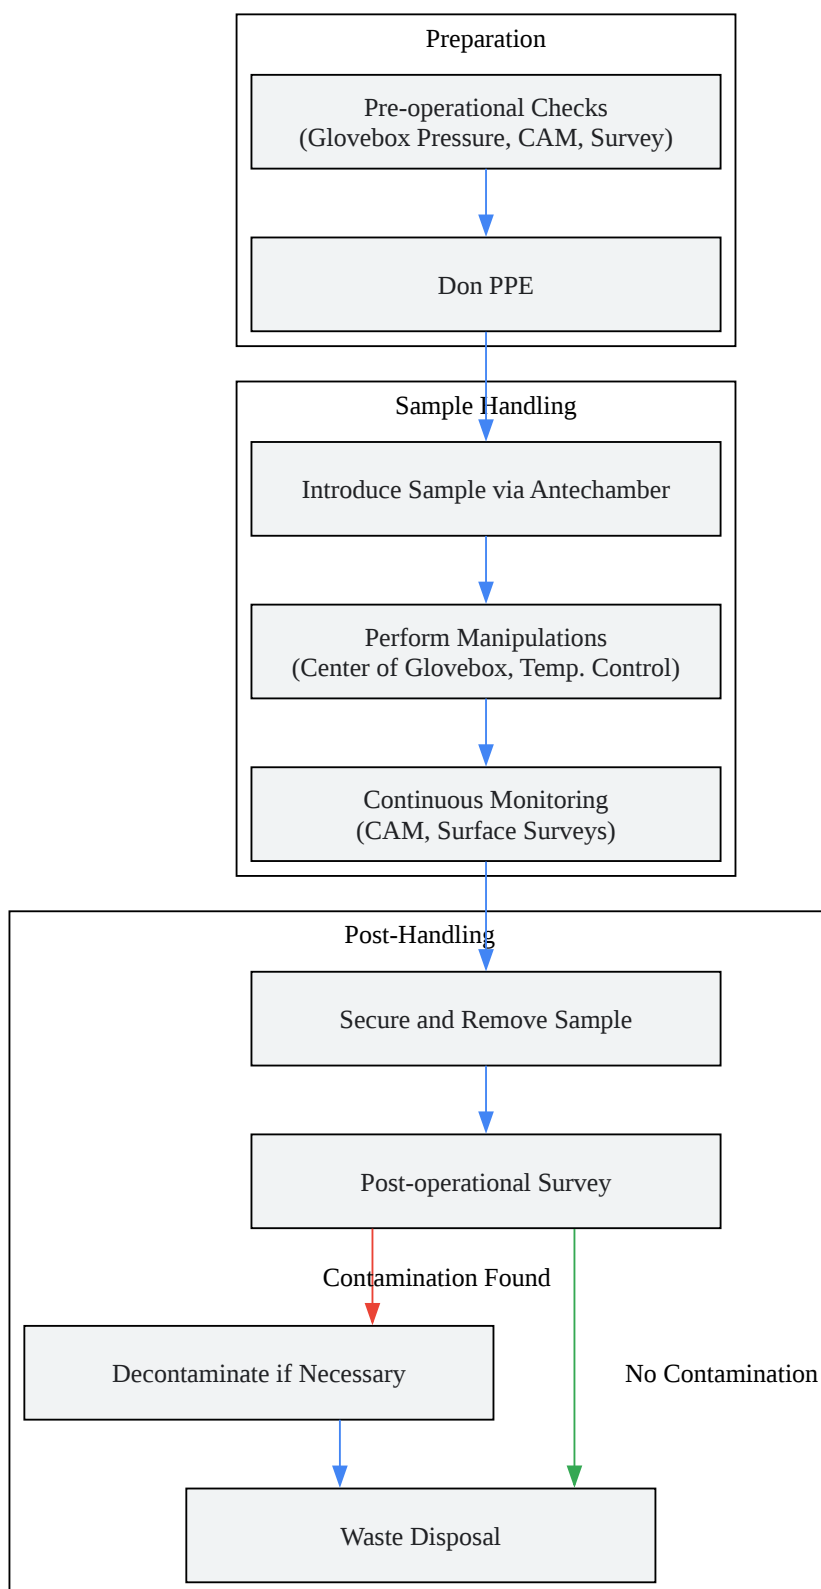 Preparation
Pre-operational Checks
(Glovebox Pressure, CAM, Survey)
Don PPE
Sample Handling
Introduce Sample via Antechamber
Perform Manipulations
(Center of Glovebox, Temp. Control)
Continuous Monitoring
(CAM, Surface Surveys)
Post-Handling
Secure and Remove Sample
Post-operational Survey
Contamination Found
Decontaminate if Necessary
No Contamination
Waste Disposal